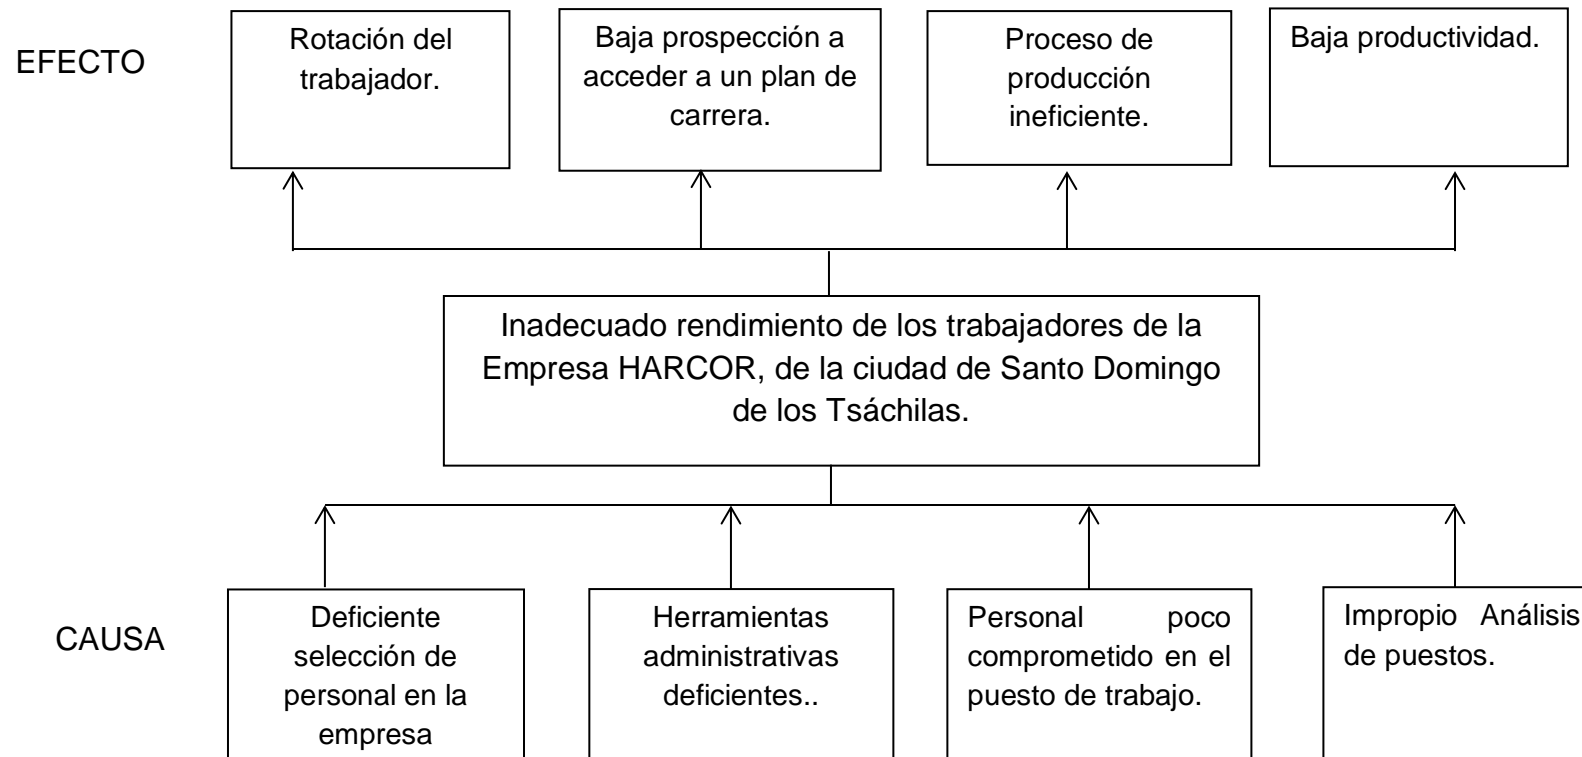 EFECTO
Rotación del
trabajador.
Baja prospección a
acceder a un plan de
carrera.
Proceso de
producción
ineficiente.
Baja productividad.
Inadecuado rendimiento de los trabajadores de la
Empresa HARCOR, de la ciudad de Santo Domingo
de los Tsáchilas.
CAUSA
Deficiente
selección de
personal en la
empresa
Herramientas
administrativas
deficientes..
Personal poco
comprometido en el
puesto de trabajo.
Impropio Análisis
de puestos.